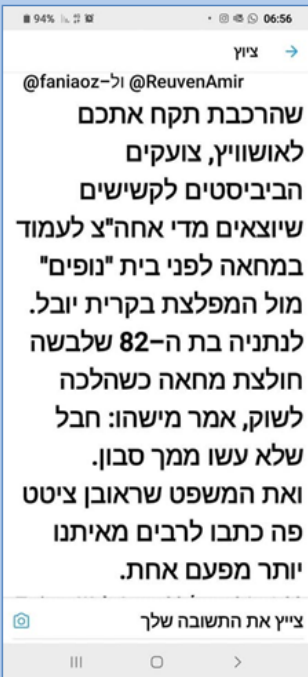 94% 06:56
ציוץ
@ReuvenAmir ול-@faniaoz
שהרכבת תקח אתכם
לאושוויץ, צועקים
הביביסטים לקשישים
שיוצאים מדי אחה"צ לעמוד
במחאה לפני בית "נופים"
מול המפלצת בקרית יובל.
לנתניה בת ה-82 שלבשה
חולצת מחאה כשהלכה
לשוק, אמר מישהו: חבל
שלא עשו ממך סבון.
ואת המשפט שראובן ציטט
פה כתבו לרבים מאיתנו
יותר מפעם אחת.
צייץ את התשובה שלך